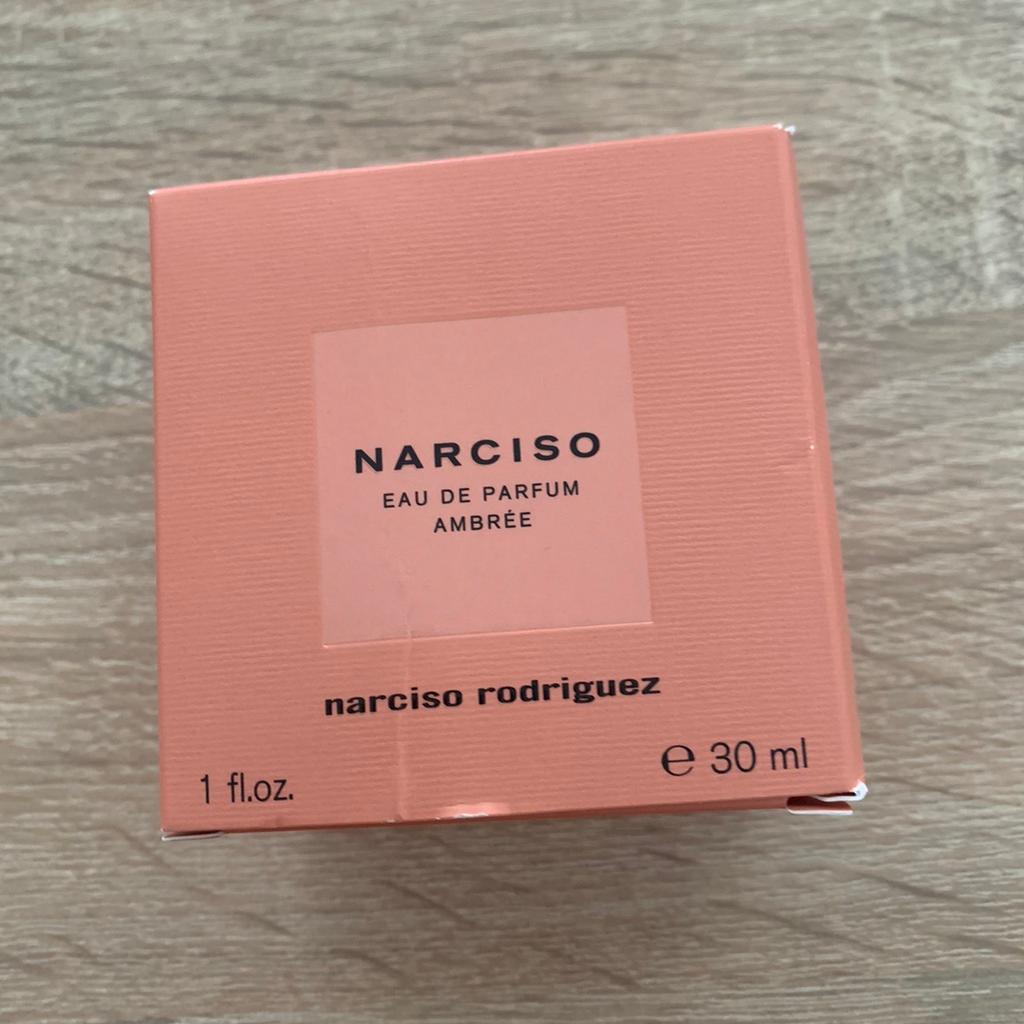 NARCISO
EAU DE PARFUM
AMBRÉE
narciso rodriguez
1 fl.oz.
℮ 30 ml